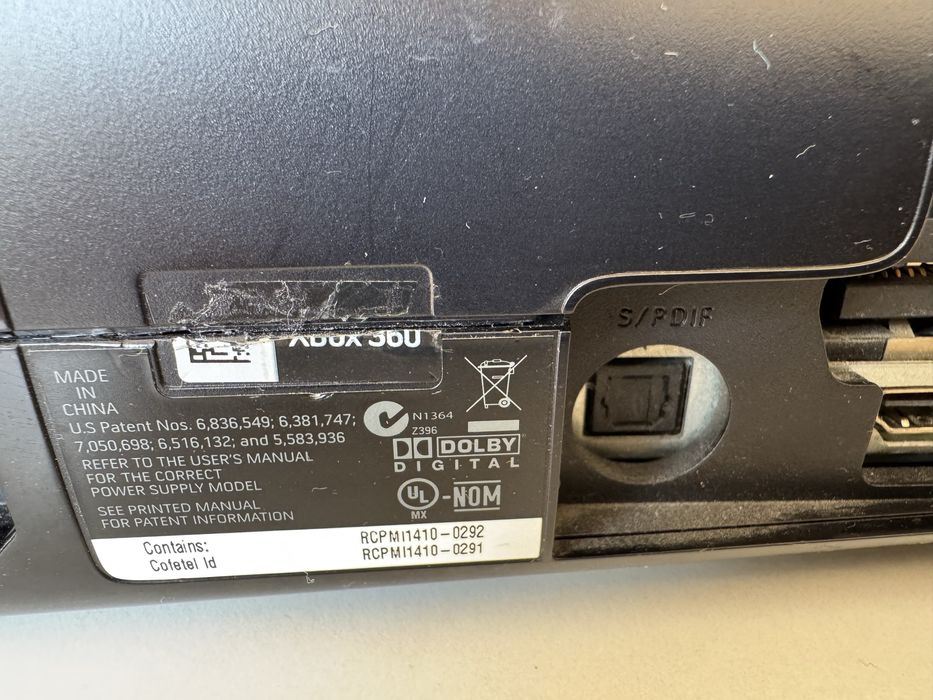 S/PDIF
XBOX 360
MADE
IN
CHINA
U.S Patent Nos. 6,836,549; 6,381,747;
7,050,698; 6,516,132; and 5,583,936
REFER TO THE USER'S MANUAL
FOR THE CORRECT
POWER SUPPLY MODEL
SEE PRINTED MANUAL
FOR PATENT INFORMATION
N1364
Z396
DOLBY
DIGITAL
UL
MX
-NOM
Contains: RCPMI1410-0292
Cofetel Id RCPMI1410-0291